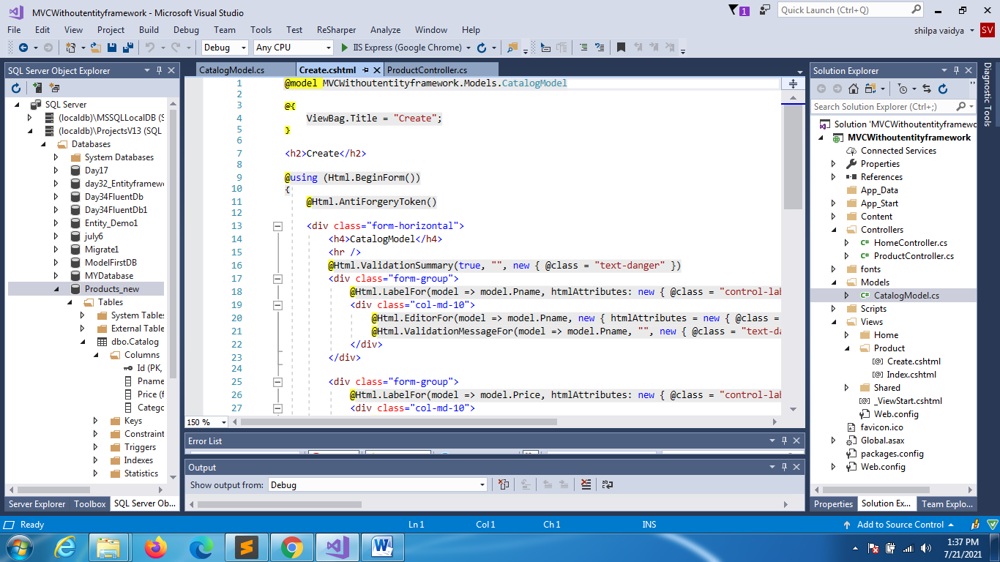 MVCWithoutentityframework - Microsoft Visual Studio
1
Quick Launch (Ctrl+Q)
File Edit View Project Build Debug Team Tools Test ReSharper Analyze Window Help
shilpa vaidya SV
Debug Any CPU IIS Express (Google Chrome)
SQL Server Object Explorer
SQL Server
(localdb)\MSSQLLocalDB (S
(localdb)\ProjectsV13 (SQL
Databases
System Databases
Day17
day32_Entityframew
Day34FluentDb
Day34FluentDb1
Entity_Demo1
july6
Migrate1
ModelFirstDB
MYDatabase
Products_new
Tables
System Tables
External Table
dbo.Catalog
Columns
Id (PK,
Pname
Price (f
Catego
Keys
Constraint
Triggers
Indexes
Statistics
Server Explorer Toolbox SQL Server Ob...
CatalogModel.cs Create.cshtml ProductController.cs
1 @model MVCWithoutentityframework.Models.CatalogModel
2
3 @{
4 ViewBag.Title = "Create";
5 }
6
7 <h2>Create</h2>
8
9 @using (Html.BeginForm())
10 {
11 @Html.AntiForgeryToken()
12
13 <div class="form-horizontal">
14 <h4>CatalogModel</h4>
15 <hr />
16 @Html.ValidationSummary(true, "", new { @class = "text-danger" })
17 <div class="form-group">
18 @Html.LabelFor(model => model.Pname, htmlAttributes: new { @class = "control-lab
19 <div class="col-md-10">
20 @Html.EditorFor(model => model.Pname, new { htmlAttributes = new { @class =
21 @Html.ValidationMessageFor(model => model.Pname, "", new { @class = "text-da
22 </div>
23 </div>
24
25 <div class="form-group">
26 @Html.LabelFor(model => model.Price, htmlAttributes: new { @class = "control-lab
27 <div class="col-md-10">
150 %
Error List
Output
Show output from: Debug
Solution Explorer
Search Solution Explorer (Ctrl+;)
Solution 'MVCWithoutentityframewo
MVCWithoutentityframework
Connected Services
Properties
References
App_Data
App_Start
Content
Controllers
C# HomeController.cs
C# ProductController.cs
fonts
Models
C# CatalogModel.cs
Scripts
Views
Home
Product
Create.cshtml
Index.cshtml
Shared
_ViewStart.cshtml
Web.config
favicon.ico
Global.asax
packages.config
Web.config
Properties Solution Ex... Team Explo...
Diagnostic Tools
Ready Ln 1 Col 1 Ch 1 INS Add to Source Control
1:37 PM
7/21/2021